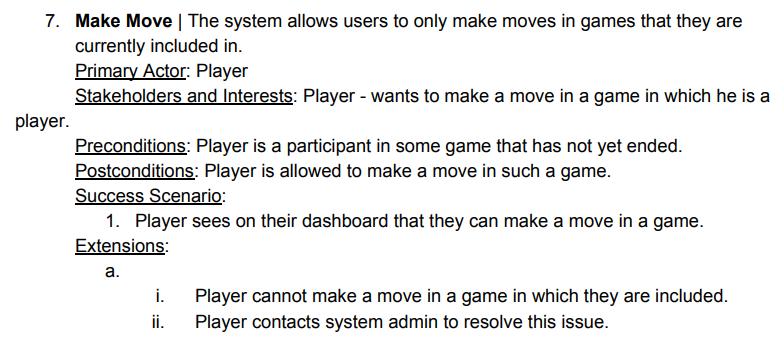 7. Make Move | The system allows users to only make moves in games that they are
currently included in.
Primary Actor: Player
Stakeholders and Interests: Player - wants to make a move in a game in which he is a
player.
Preconditions: Player is a participant in some game that has not yet ended.
Postconditions: Player is allowed to make a move in such a game.
Success Scenario:
1. Player sees on their dashboard that they can make a move in a game.
Extensions:
a.
i. Player cannot make a move in a game in which they are included.
ii. Player contacts system admin to resolve this issue.